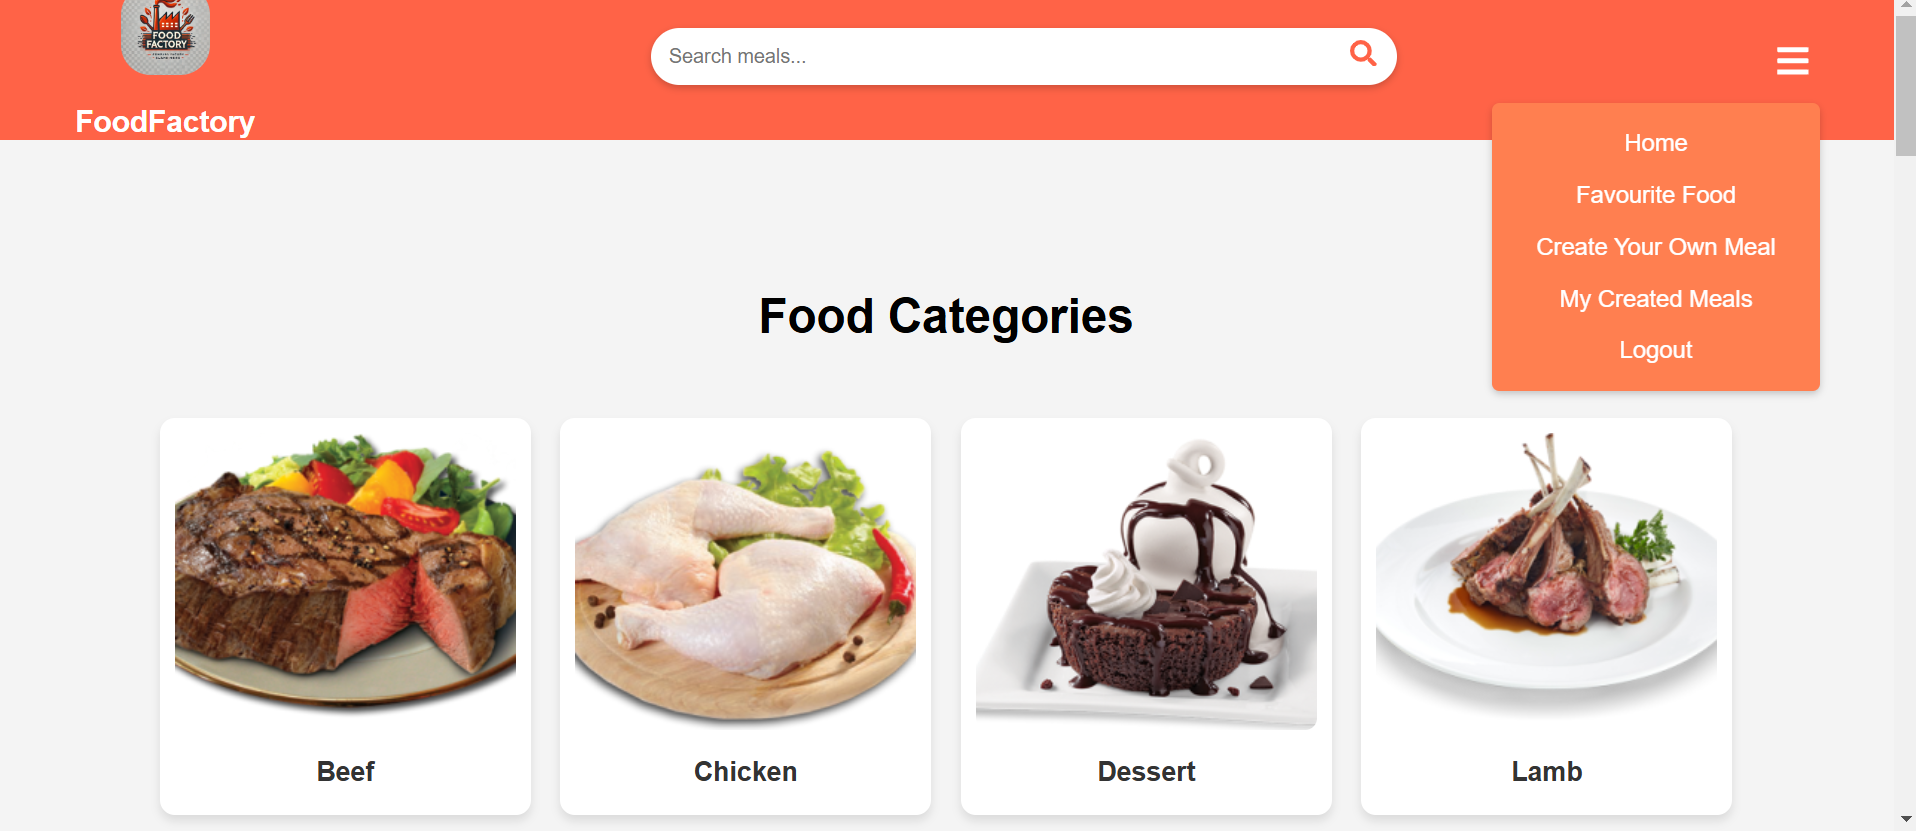 FOOD
FACTORY
Search meals...
FoodFactory
Home
Favourite Food
Create Your Own Meal
My Created Meals
Logout
Food Categories
Beef
Chicken
Dessert
Lamb